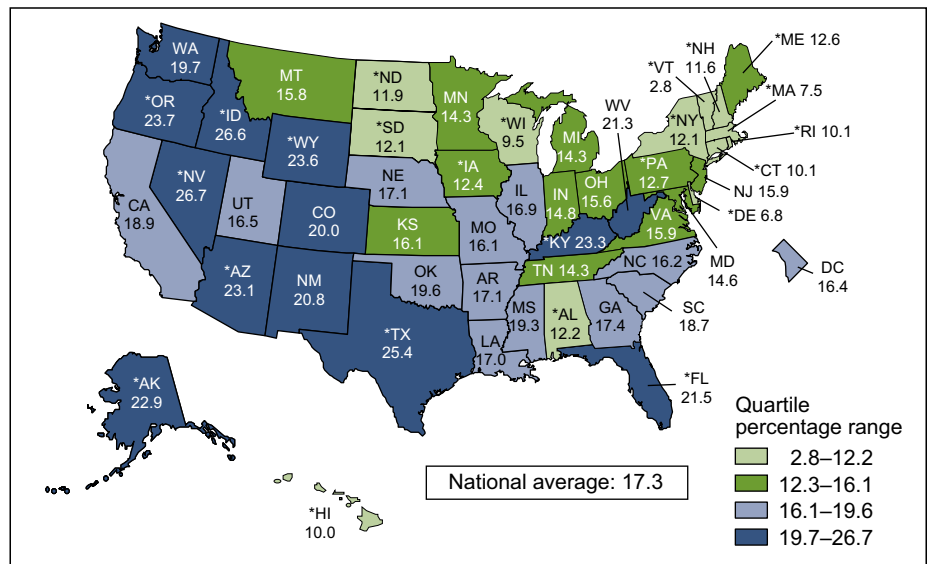 WA
19.7
*OR
23.7
*ID
26.6
MT
15.8
*WY
23.6
*NV
26.7
CA
18.9
UT
16.5
CO
20.0
*AZ
23.1
NM
20.8
*ND
11.9
*SD
12.1
NE
17.1
KS
16.1
OK
19.6
*TX
25.4
MN
14.3
*IA
12.4
MO
16.1
AR
17.1
LA
17.0
*WI
9.5
IL
16.9
MI
14.3
IN
14.8
OH
15.6
*KY 23.3
TN 14.3
MS
19.3
*AL
12.2
GA
17.4
*FL
21.5
SC
18.7
NC 16.2
VA
15.9
WV
21.3
*PA
12.7
*NY
12.1
*VT
2.8
*NH
11.6
*ME 12.6
*MA 7.5
*RI 10.1
*CT 10.1
NJ 15.9
*DE 6.8
MD
14.6
DC
16.4
*AK
22.9
*HI
10.0
National average: 17.3
Quartile
percentage range
2.8–12.2
12.3–16.1
16.1–19.6
19.7–26.7